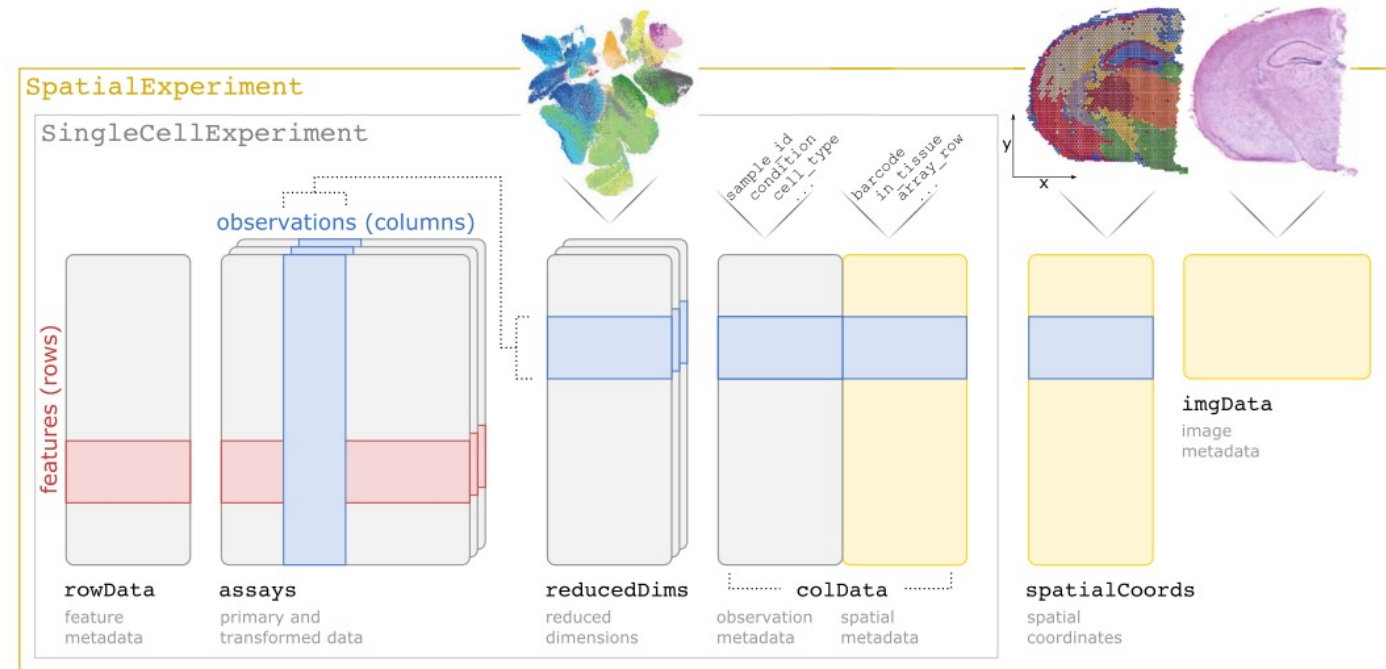 SpatialExperiment
SingleCellExperiment
sample_id
condition
cell_type
...
barcode
in_tissue
array_row
...
y
x
observations (columns)
features (rows)
rowData
feature
metadata
assays
primary and
transformed data
reducedDims
reduced
dimensions
colData
observation
metadata
spatial
metadata
spatialCoords
spatial
coordinates
imgData
image
metadata